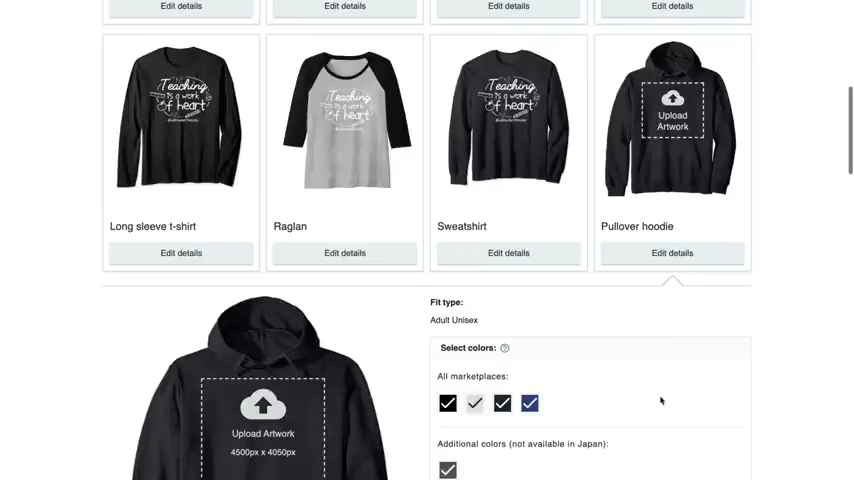 Edit details
Edit details
Edit details
Edit details
Teaching
is a work
of heart
Teaching
is a work
of heart
Teaching
is a work
of heart
Upload
Artwork
Long sleeve t-shirt
Raglan
Sweatshirt
Pullover hoodie
Edit details
Edit details
Edit details
Edit details
Fit type:
Adult Unisex
Select colors: ?
All marketplaces:
Upload Artwork
4500px x 4050px
Additional colors (not available in Japan):